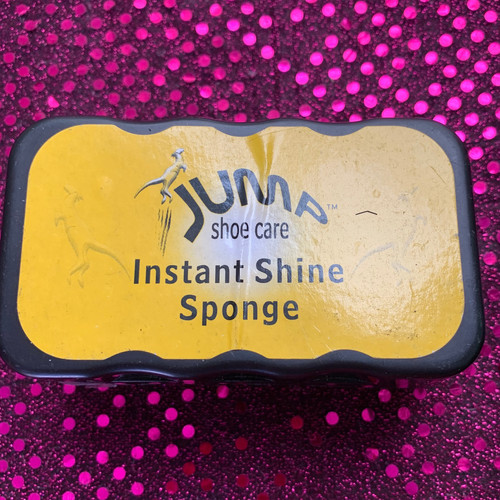 JUMP™
shoe care
Instant Shine
Sponge